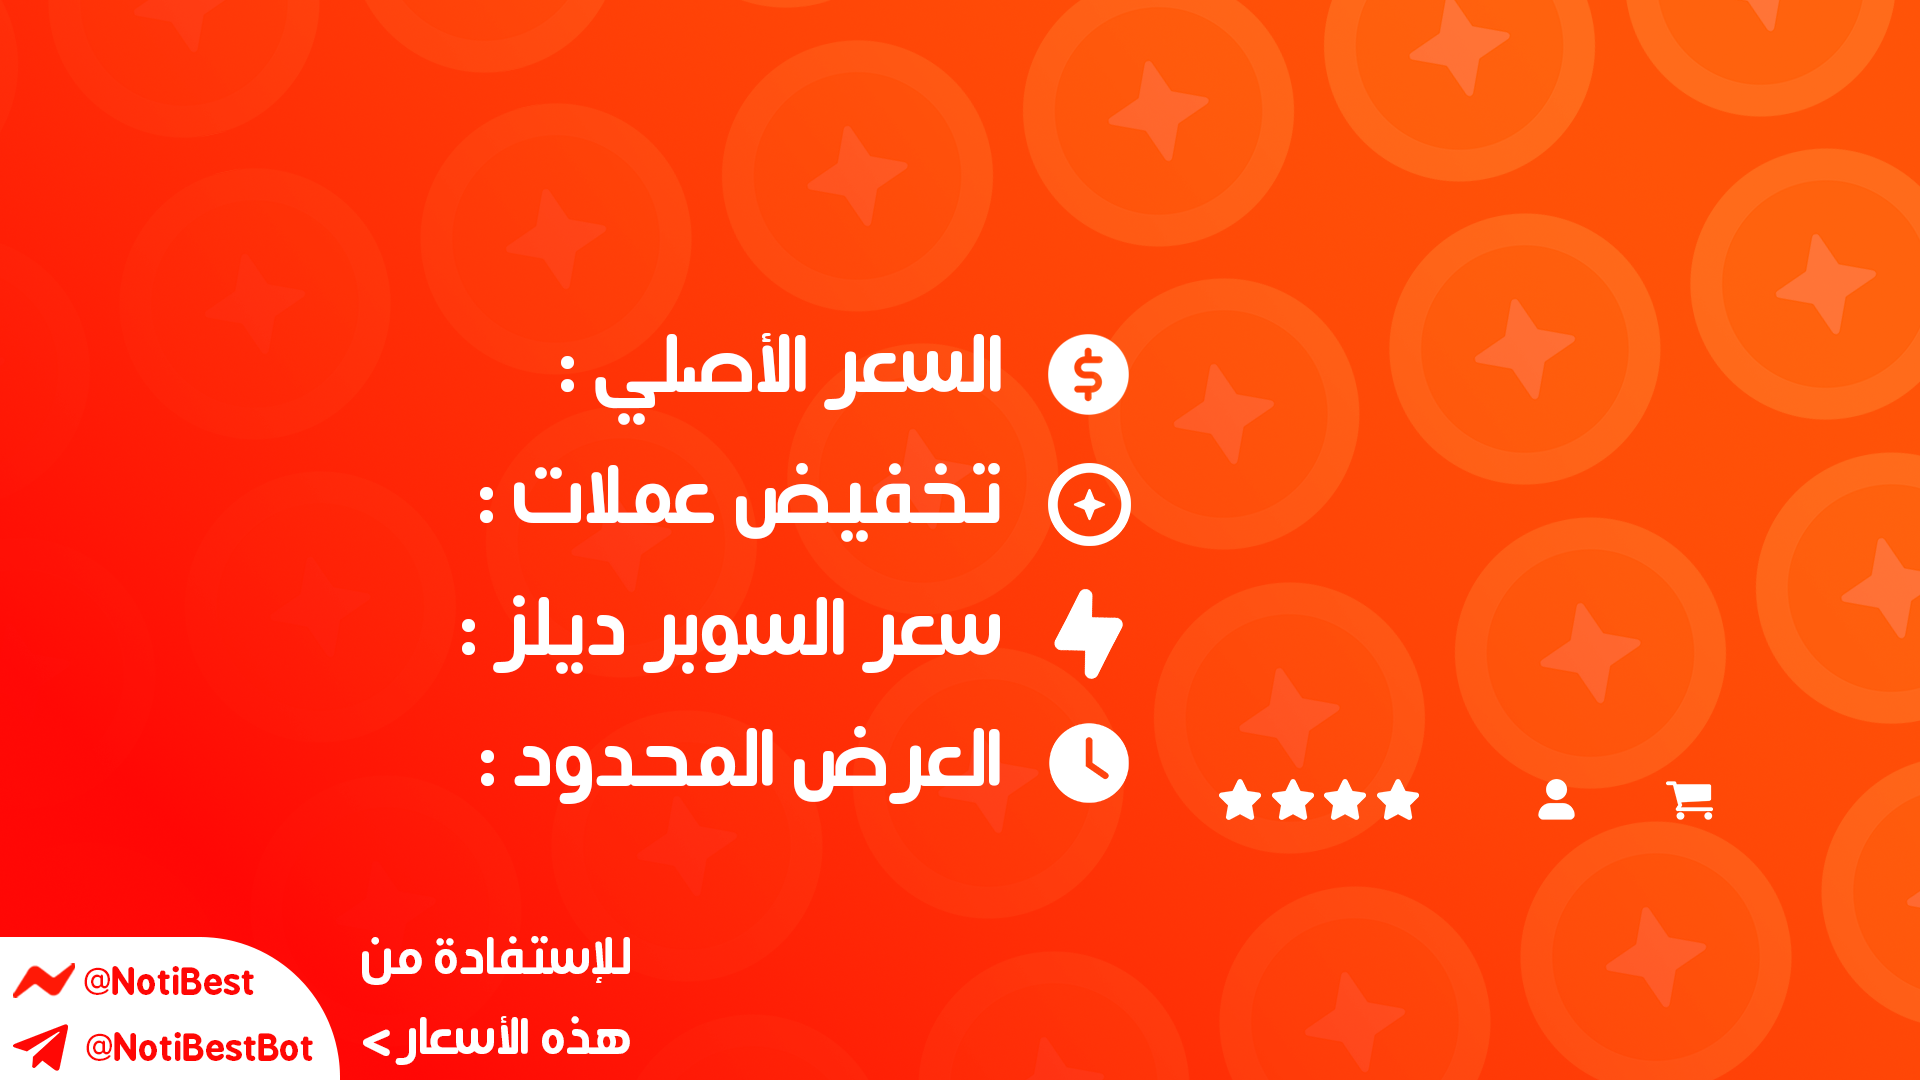 السعر الأصلي :
تخفيض عملات :
سعر السوبر ديلز :
العرض المحدود :
للإستفادة من
هذه الأسعار >
@NotiBest
@NotiBestBot